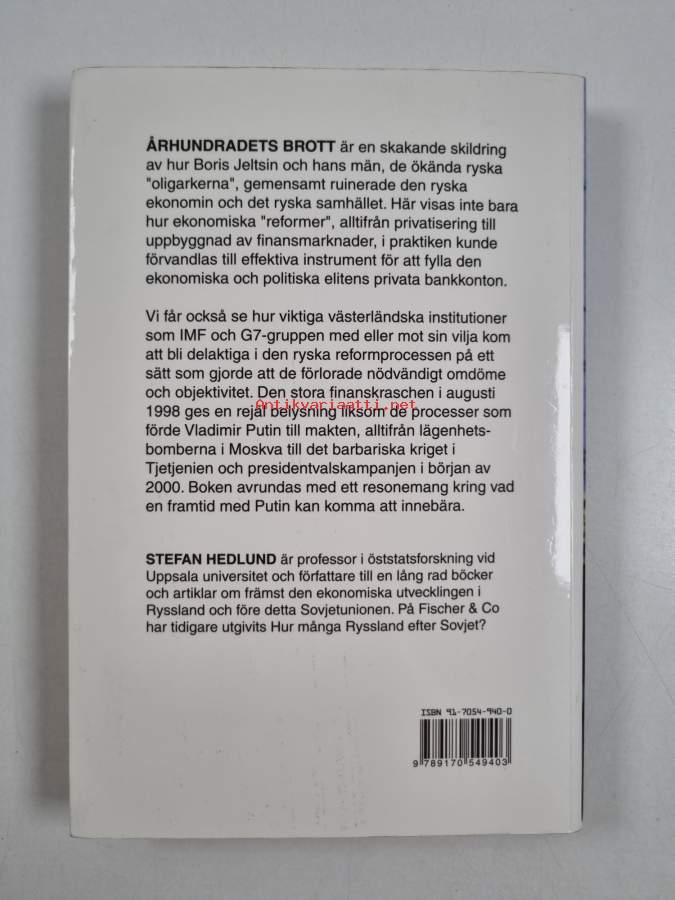 ÅRHUNDRADETS BROTT är en skakande skildring
av hur Boris Jeltsin och hans män, de ökända ryska
"oligarkerna", gemensamt ruinerade den ryska
ekonomin och det ryska samhället. Här visas inte bara
hur ekonomiska "reformer", alltifrån privatisering till
uppbyggnad av finansmarknader, i praktiken kunde
förvandlas till effektiva instrument för att fylla den
ekonomiska och politiska elitens privata bankkonton.
Vi får också se hur viktiga västerländska institutioner
som IMF och G7-gruppen med eller mot sin vilja kom
att bli delaktiga i den ryska reformprocessen på ett
sätt som gjorde att de förlorade nödvändigt omdöme
och objektivitet. Den stora finanskraschen i augusti
Antikvariaatti.net
1998 ges en rejäl belysning liksom de processer som
förde Vladimir Putin till makten, alltifrån lägenhets-
bomberna i Moskva till det barbariska kriget i
Tjetjenien och presidentvalskampanjen i början av
2000. Boken avrundas med ett resonemang kring vad
en framtid med Putin kan komma att innebära.
STEFAN HEDLUND är professor i öststatsforskning vid
Uppsala universitet och författare till en lång rad böcker
och artiklar om främst den ekonomiska utvecklingen i
Ryssland och före detta Sovjetunionen. På Fischer & Co
har tidigare utgivits Hur många Ryssland efter Sovjet?
ISBN 91-7054-940-0
9 789170 549403